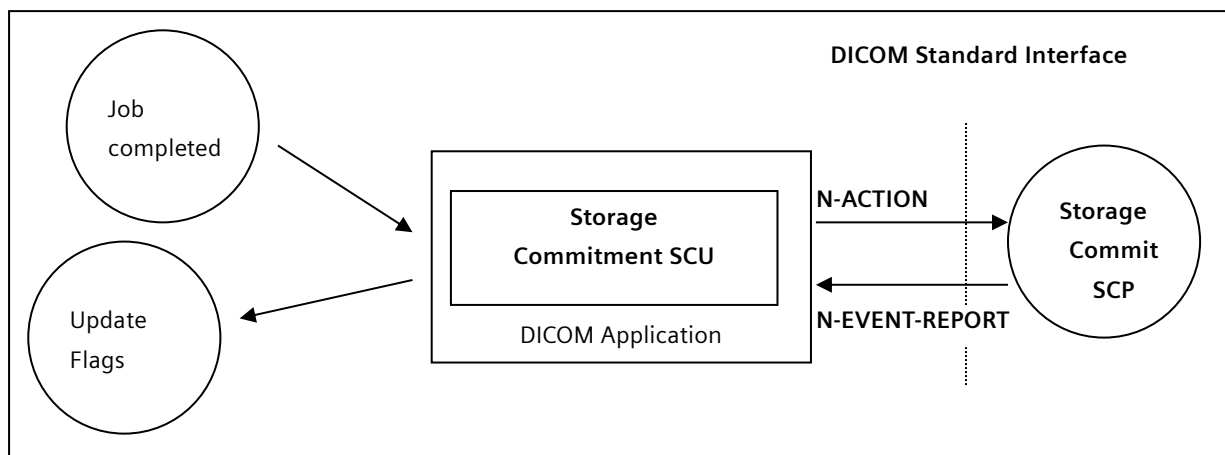 DICOM Standard Interface
Job
completed
N-ACTION
Storage
Commitment SCU
Storage
Commit
SCP
Update
Flags
DICOM Application
N-EVENT-REPORT